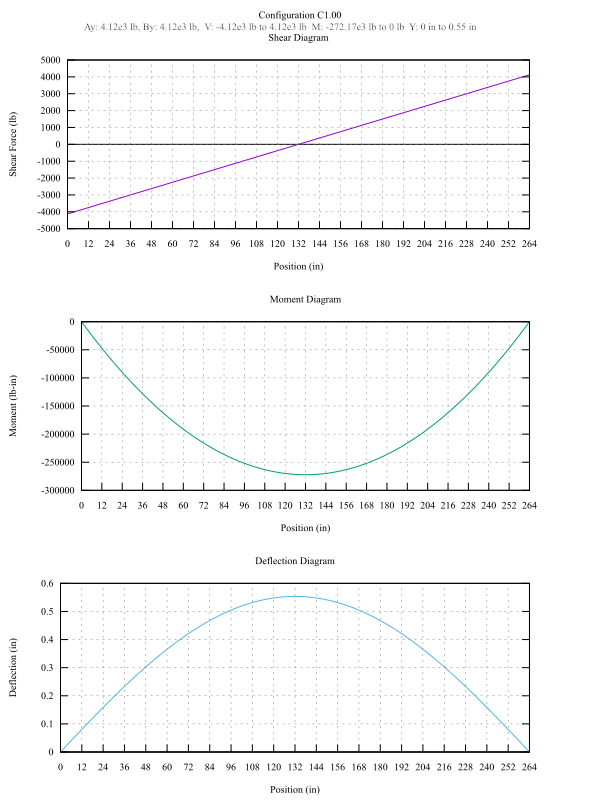 Configuration C1.00
Ay: 4.12e3 lb, By: 4.12e3 lb, V: -4.12e3 lb to 4.12e3 lb M: -272.17e3 lb to 0 lb Y: 0 in to 0.55 in
Shear Diagram
5000
4000
3000
2000
1000
0
-1000
-2000
-3000
-4000
-5000
Shear Force (lb)
0 12 24 36 48 60 72 84 96 108 120 132 144 156 168 180 192 204 216 228 240 252 264
Position (in)
Moment Diagram
0
-50000
-100000
-150000
-200000
-250000
-300000
Moment (lb-in)
0 12 24 36 48 60 72 84 96 108 120 132 144 156 168 180 192 204 216 228 240 252 264
Position (in)
Deflection Diagram
0.6
0.5
0.4
0.3
0.2
0.1
0
Deflection (in)
0 12 24 36 48 60 72 84 96 108 120 132 144 156 168 180 192 204 216 228 240 252 264
Position (in)